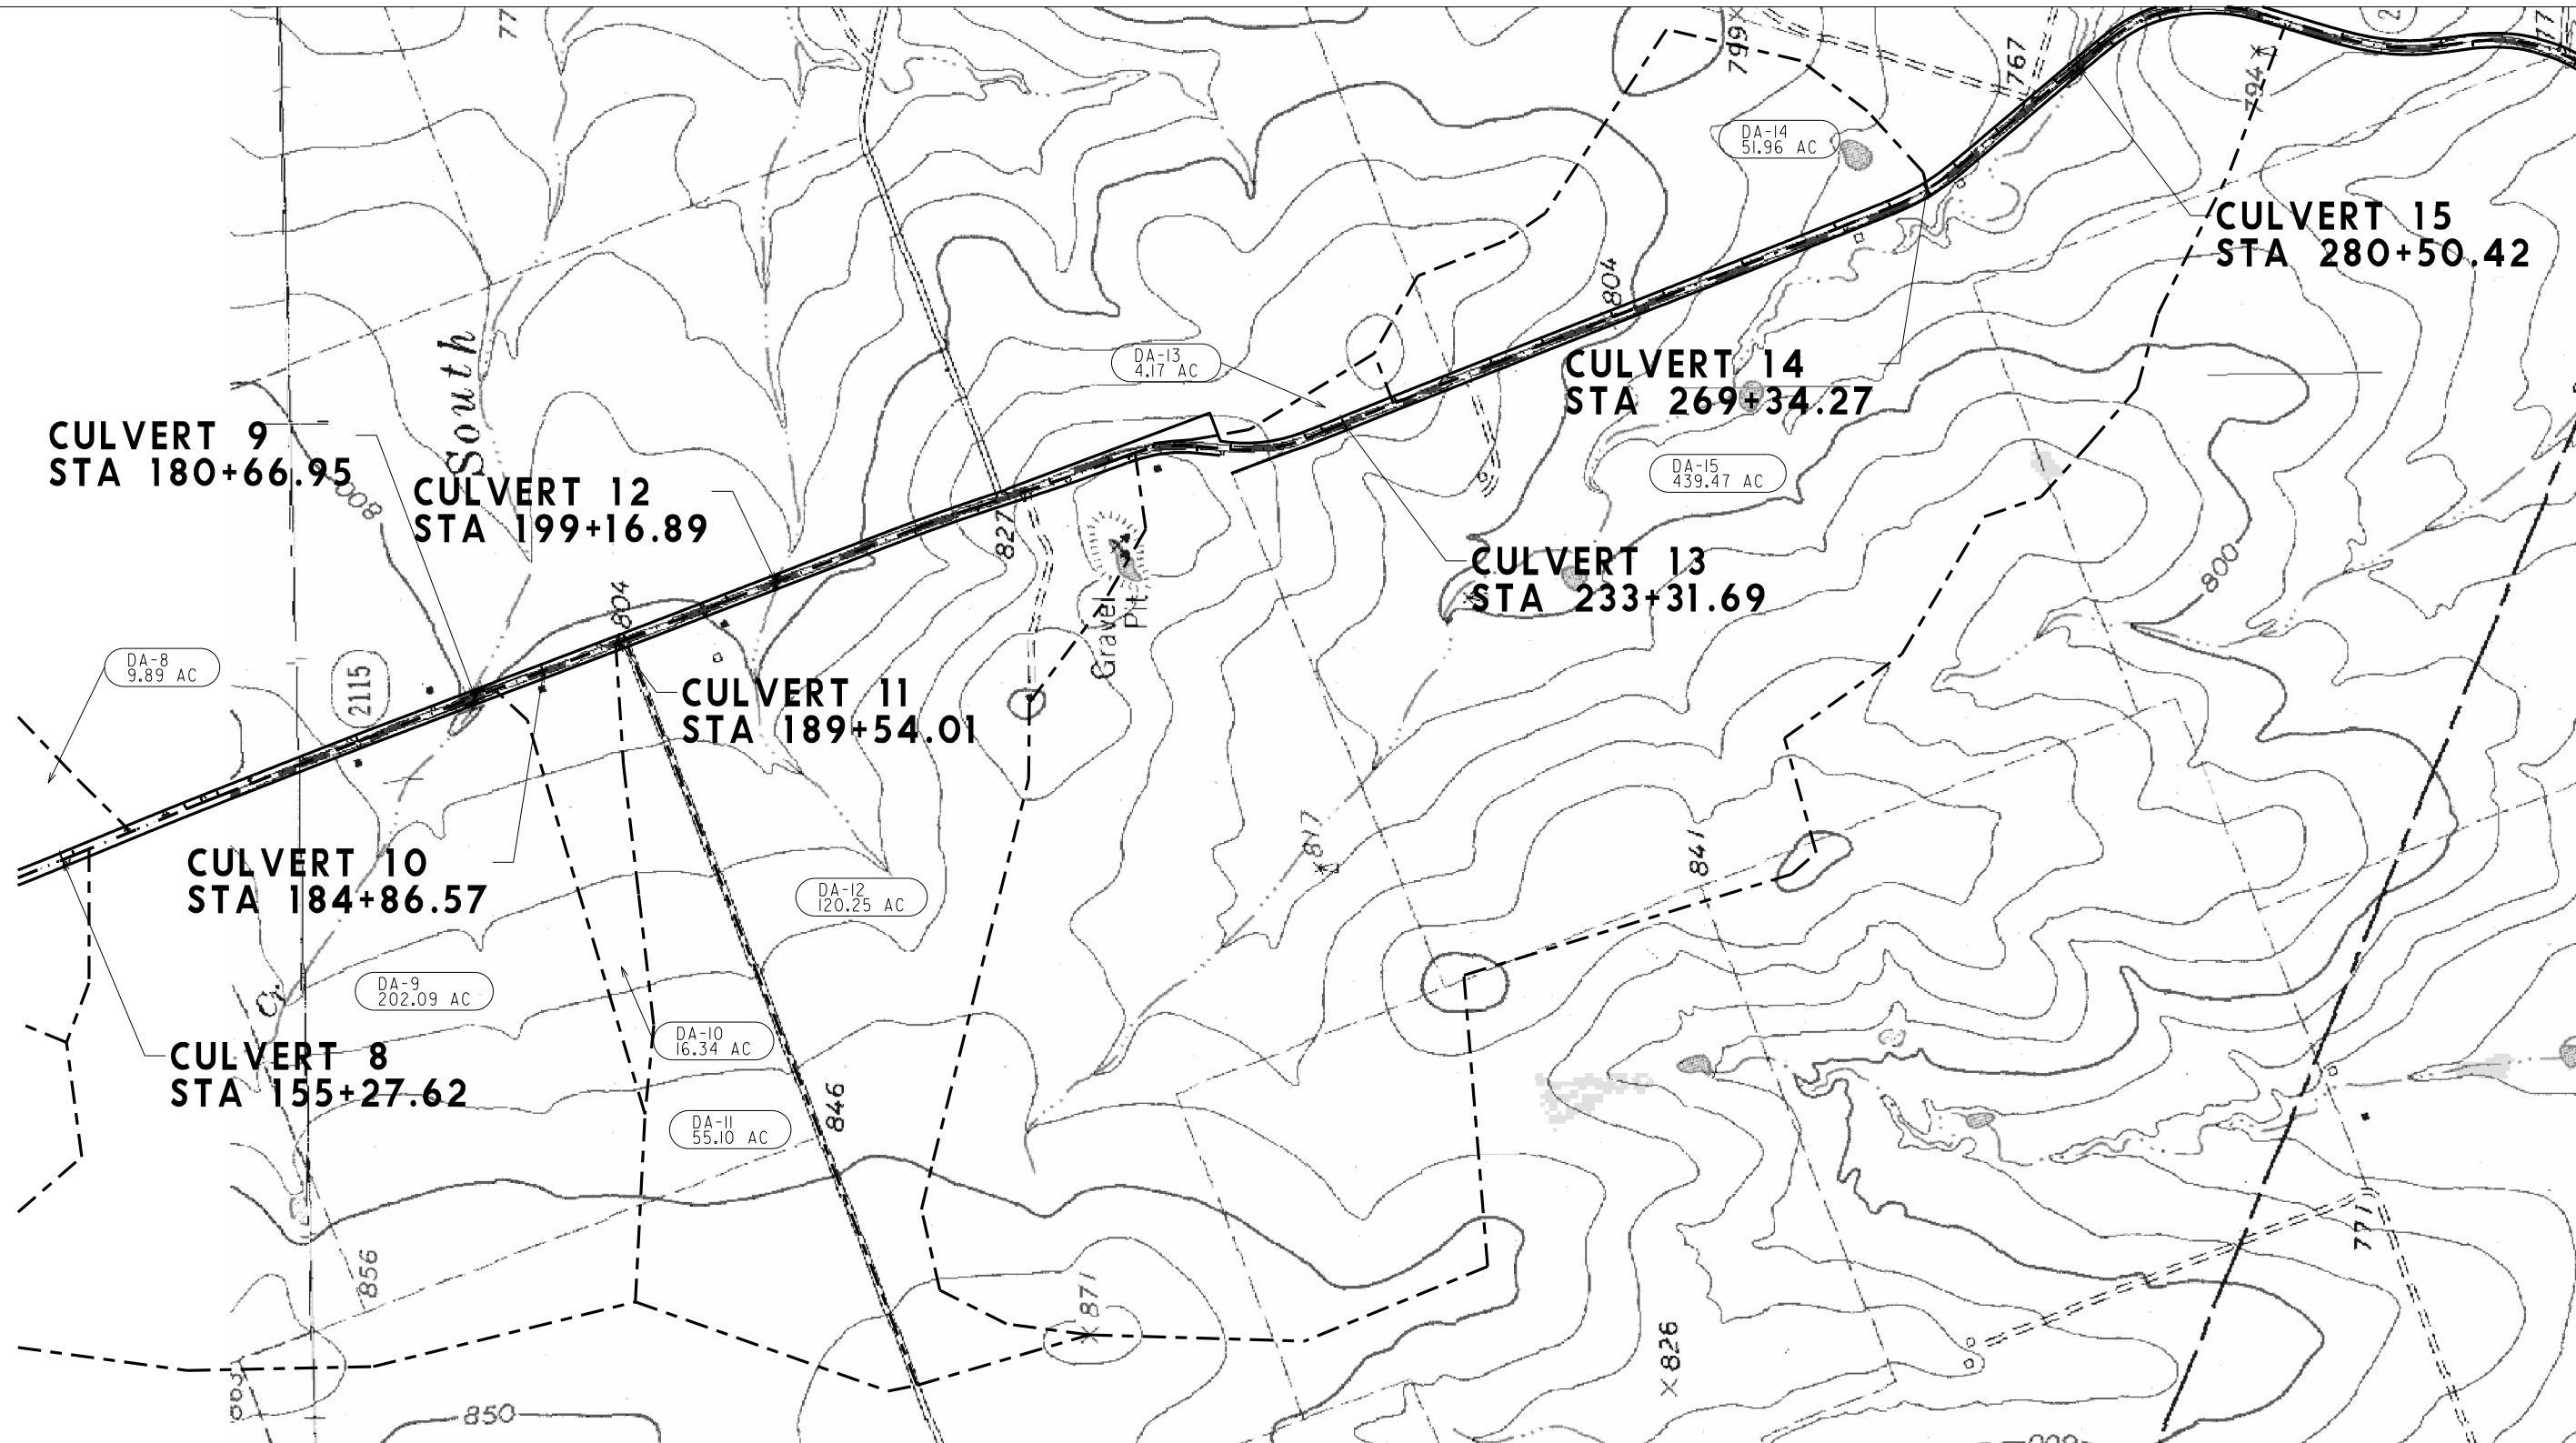 77
799
767
2
77
794
DA-14
51.96 AC
CULVERT 15
STA 280+50.42
804
DA-13
4.17 AC
CULVERT 14
STA 269+34.27
South
CULVERT 9
STA 180+66.95
800
CULVERT 12
STA 199+16.89
827
DA-15
439.47 AC
CULVERT 13
STA 233+31.69
800
804
Gravel
Pit
DA-8
9.89 AC
2115
CULVERT 11
STA 189+54.01
CULVERT 10
STA 184+86.57
817
841
DA-12
120.25 AC
DA-9
202.09 AC
Cr
DA-10
16.34 AC
CULVERT 8
STA 155+27.62
DA-11
55.10 AC
846
856
871
771
826
850